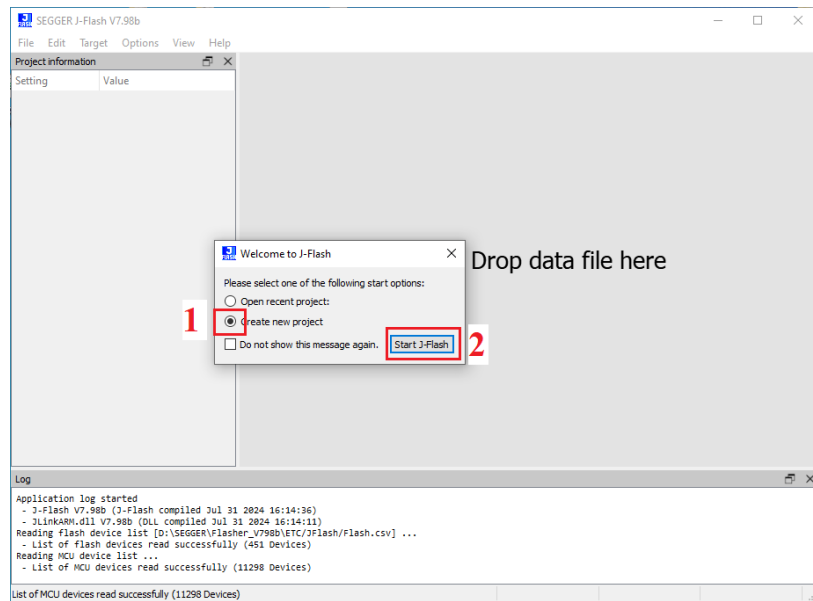 SEGGER J-Flash V7.98b
File Edit Target Options View Help
Project information
Setting Value
Welcome to J-Flash
Please select one of the following start options:
Open recent project:
1
Create new project
Do not show this message again. Start J-Flash
2
Drop data file here
Log
Application log started
- J-Flash V7.98b (J-Flash compiled Jul 31 2024 16:14:36)
- JLinkARM.dll V7.98b (DLL compiled Jul 31 2024 16:14:11)
Reading flash device list [D:\SEGGER\Flasher_V798b\ETC/JFlash/Flash.csv] ...
- List of flash devices read successfully (451 Devices)
Reading MCU device list ...
- List of MCU devices read successfully (11298 Devices)
List of MCU devices read successfully (11298 Devices)